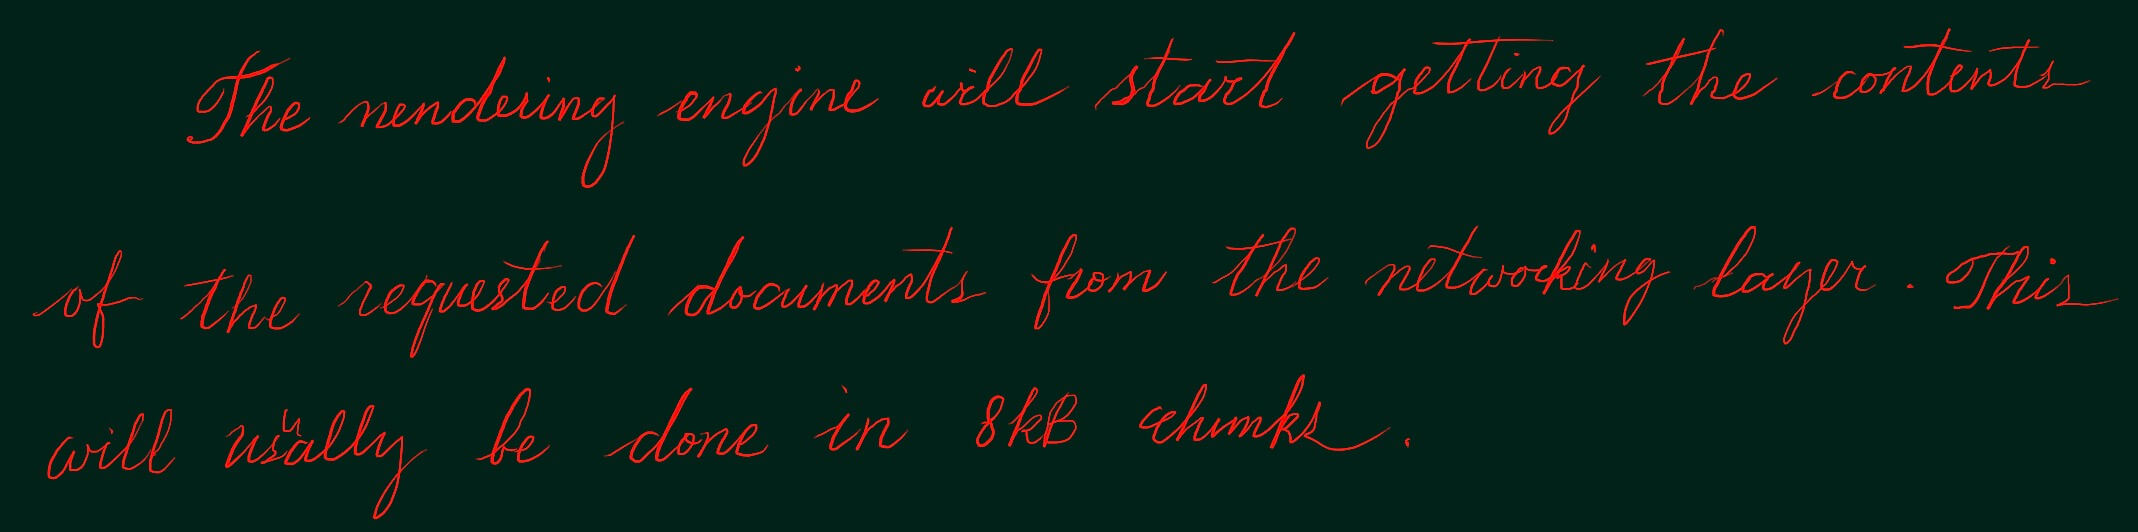 The rendering engine will start getting the contents
of the requested documents from the networking layer. This
will usually be done in 8kB chunks.